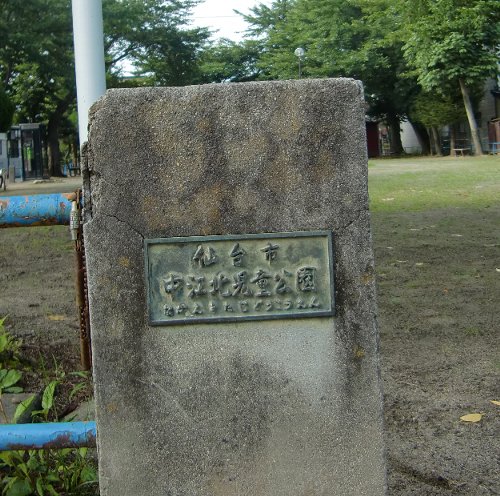 仙台市
中江北児童公園
なかえきたじどうこうえん